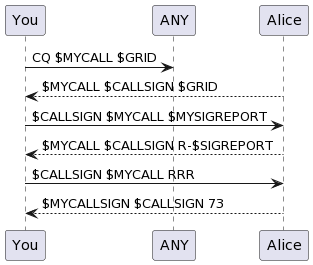 You ANY Alice
CQ $MYCALL $GRID
$MYCALL $CALLSIGN $GRID
$CALLSIGN $MYCALL $MYSIGREPORT
$MYCALL $CALLSIGN R-$SIGREPORT
$CALLSIGN $MYCALL RRR
$MYCALLSIGN $CALLSIGN 73
You ANY Alice